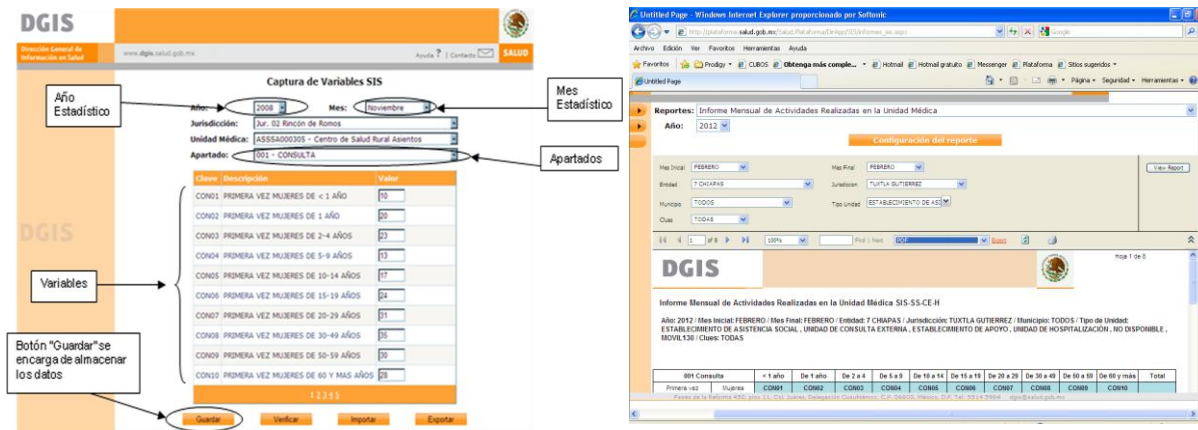 DGIS
Dirección General de
Información en Salud
www.dgis.salud.gob.mx
Ayuda ? | Contacto
SALUD
Captura de Variables SIS
Año
Estadístico
Año: 2008 Mes: Noviembre
Mes
Estadístico
Jurisdicción: Jur. 02 Rincón de Romos
Unidad Médica: ASSSA000305 - Centro de Salud Rural Asientos
Apartado: 001 - CONSULTA
Apartados
Clave Descripción Valor
CON01 PRIMERA VEZ MUJERES DE < 1 AÑO 10
CON02 PRIMERA VEZ MUJERES DE 1 AÑO 20
CON03 PRIMERA VEZ MUJERES DE 2-4 AÑOS 23
CON04 PRIMERA VEZ MUJERES DE 5-9 AÑOS 13
CON05 PRIMERA VEZ MUJERES DE 10-14 AÑOS 17
CON06 PRIMERA VEZ MUJERES DE 15-19 AÑOS 24
CON07 PRIMERA VEZ MUJERES DE 20-29 AÑOS 31
CON08 PRIMERA VEZ MUJERES DE 30-49 AÑOS 35
CON09 PRIMERA VEZ MUJERES DE 50-59 AÑOS 30
CON10 PRIMERA VEZ MUJERES DE 60 Y MAS AÑOS 28
1 2 3 4 5
Variables
DGIS
Botón "Guardar" se
encarga de almacenar
los datos
Guardar Verificar Importar Exportar
Untitled Page - Windows Internet Explorer proporcionado por Softonic
Google
Archivo Edición Ver Favoritos Herramientas Ayuda
Favoritos Prodigy CUBOS Obtenga más comple... Hotmail Hotmail gratuito Messenger Plataforma Sitios sugeridos
Untitled Page
Página Seguridad Herramientas
Reportes: Informe Mensual de Actividades Realizadas en la Unidad Médica
Año: 2012
Configuración del reporte
Mes Inicial FEBRERO Mes Final FEBRERO View Report
Entidad 7 CHIAPAS Jurisdiccion TUXTLA GUTIERREZ
Municipio TODOS Tipo Unidad ESTABLECIMIENTO DE ASI
Clues TODAS
1 of 8 100% Find | Next PDF Export
DGIS
Hoja 1 de 8
Informe Mensual de Actividades Realizadas en la Unidad Médica SIS-SS-CE-H
Año: 2012 / Mes Inicial: FEBRERO / Mes Final: FEBRERO / Entidad: 7 CHIAPAS / Jurisdicción: TUXTLA GUTIERREZ / Municipio: TODOS / Tipo de Unidad:
ESTABLECIMIENTO DE ASISTENCIA SOCIAL , UNIDAD DE CONSULTA EXTERNA , ESTABLECIMIENTO DE APOYO , UNIDAD DE HOSPITALIZACIÓN , NO DISPONIBLE ,
MOVIL130 / Clues: TODAS
001 Consulta < 1 año De 1 año De 2 a 4 De 5 a 9 De 10 a 14 De 15 a 19 De 20 a 29 De 30 a 49 De 50 a 59 De 60 y más Total
Primera vez Mujeres CON01 CON02 CON03 CON04 CON05 CON06 CON07 CON08 CON09 CON10